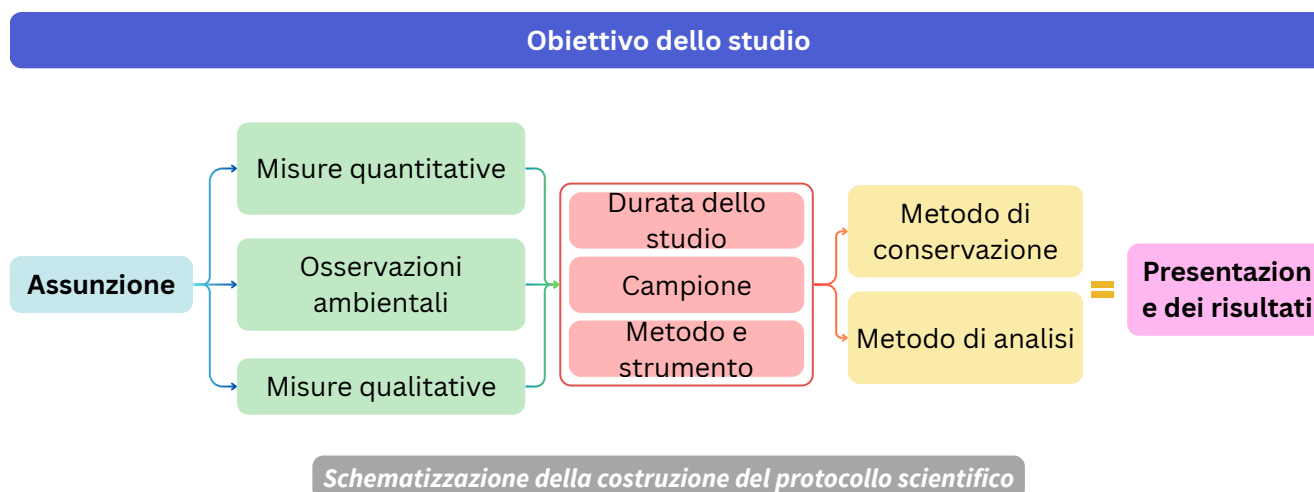 Obiettivo dello studio
Assunzione
Misure quantitative
Osservazioni
ambientali
Misure qualitative
Durata dello
studio
Campione
Metodo e
strumento
Metodo di
conservazione
Metodo di analisi
=
Presentazion
e dei risultati
Schematizzazione della costruzione del protocollo scientifico